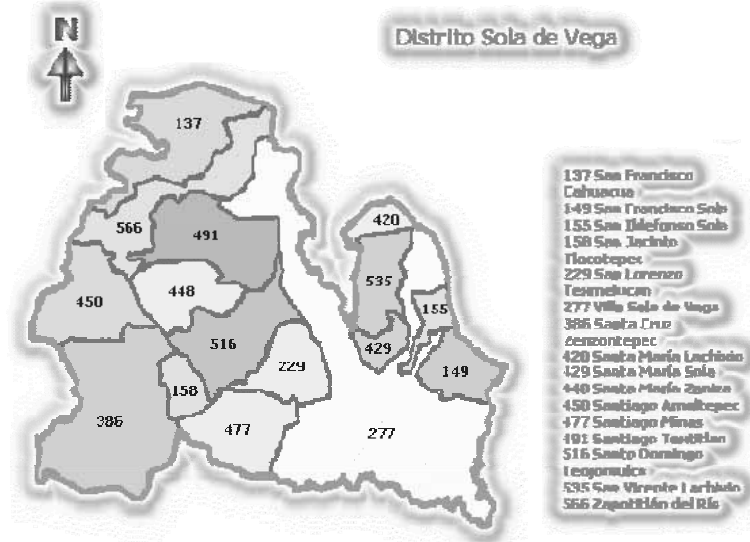 N
Distrito Sola de Vega
137
566
491
420
450
448
535
155
516
429
229
149
158
386
477
277
137 San Francisco
Cahuacua
149 San Francisco Sola
155 San Ildefonso Sola
158 San Jacinto
Tlacotepec
229 San Lorenzo
Texmelucan
277 Villa Sola de Vega
386 Santa Cruz
Zenzontepec
420 Santa María Lachixío
429 Santa María Sola
448 Santa María Zaniza
450 Santiago Amoltepec
477 Santiago Minas
491 Santiago Textitlán
516 Santo Domingo
Teojomulco
535 San Vicente Lachixío
566 Zapotitlán del Río